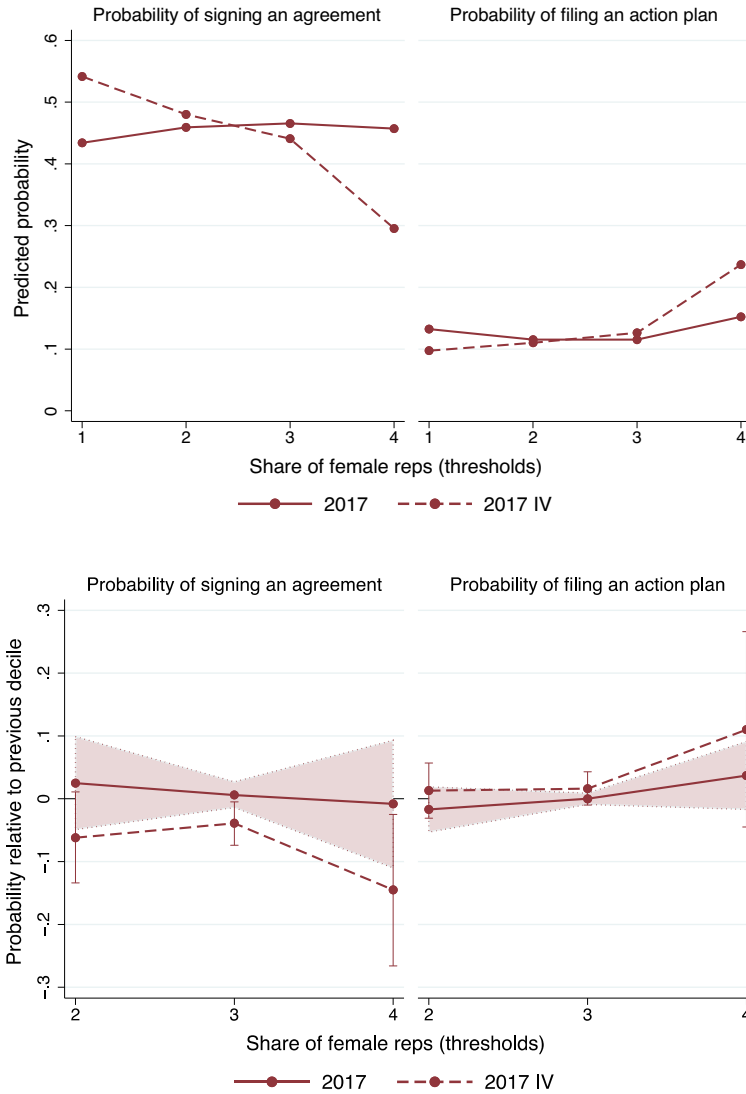 Probability of signing an agreement
Probability of filing an action plan
Predicted probability
.6
.5
.4
.3
.2
.1
0
1 2 3 4
1 2 3 4
Share of female reps (thresholds)
2017 2017 IV
Probability of signing an agreement
Probability of filing an action plan
Probability relative to previous decile
.3
.2
.1
0
-.1
-.2
-.3
2 3 4
2 3 4
Share of female reps (thresholds)
2017 2017 IV